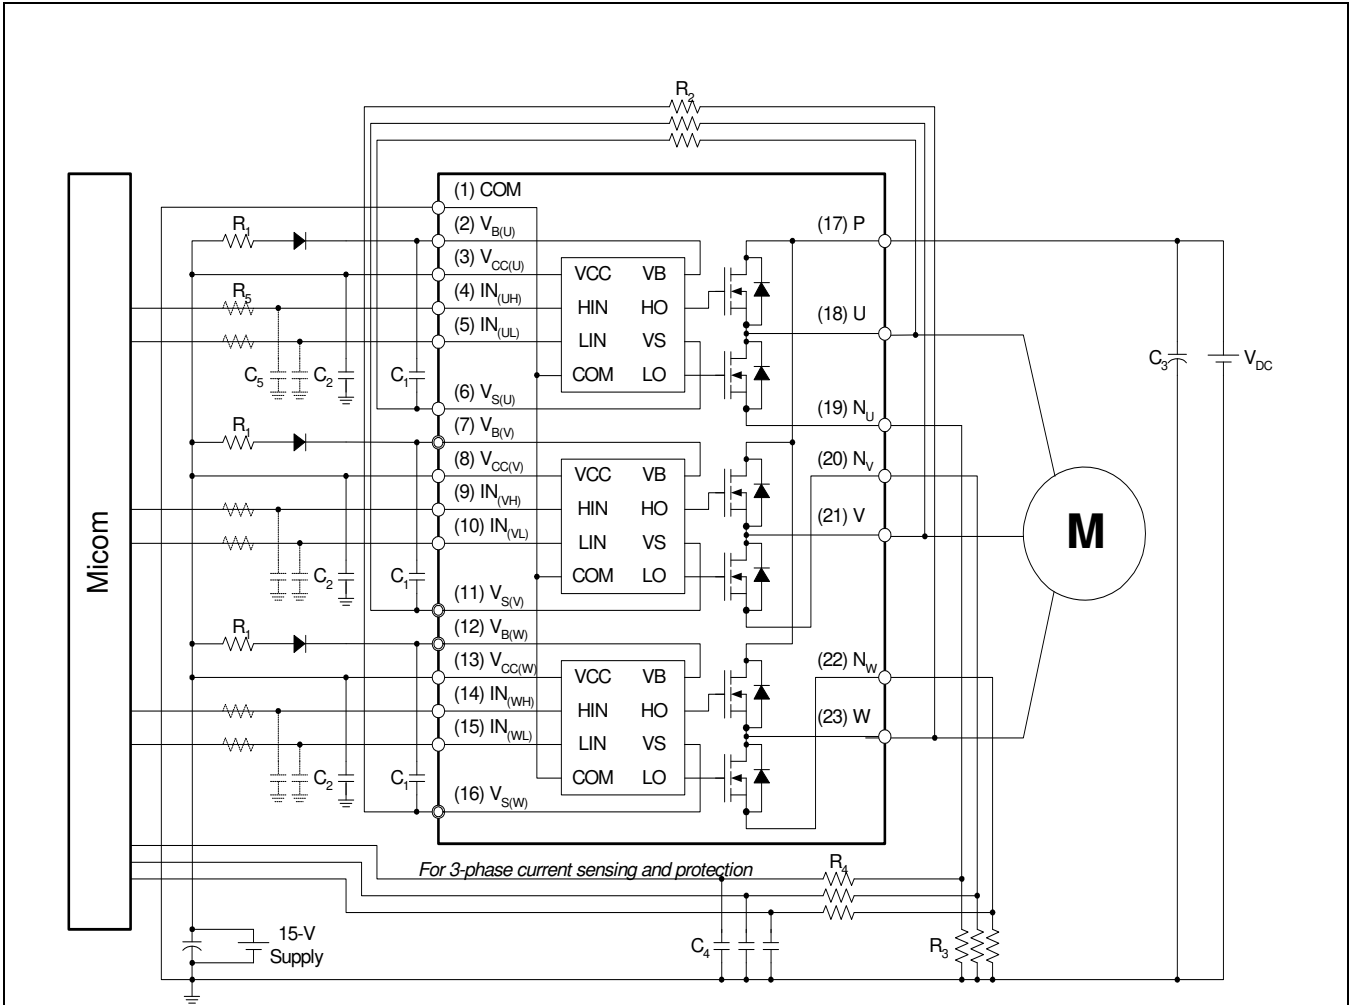 R2
(1) COM
R1
(2) VB(U)
(17) P
(3) VCC(U)
VCC VB
R5
(4) IN(UH)
HIN HO
(5) IN(UL)
(18) U
LIN VS
C3
VDC
C5 C2 C1
COM LO
(6) VS(U)
(19) NU
R1
(7) VB(V)
(8) VCC(V)
(20) NV
VCC VB
(9) IN(VH)
HIN HO
(10) IN(VL)
(21) V
M
Micom
LIN VS
C2 C1
COM LO
(11) VS(V)
R1
(12) VB(W)
(13) VCC(W)
(22) NW
VCC VB
(14) IN(WH)
HIN HO
(15) IN(WL)
(23) W
LIN VS
C2 C1
COM LO
(16) VS(W)
For 3-phase current sensing and protection
R4
15-V
Supply
C4
R3